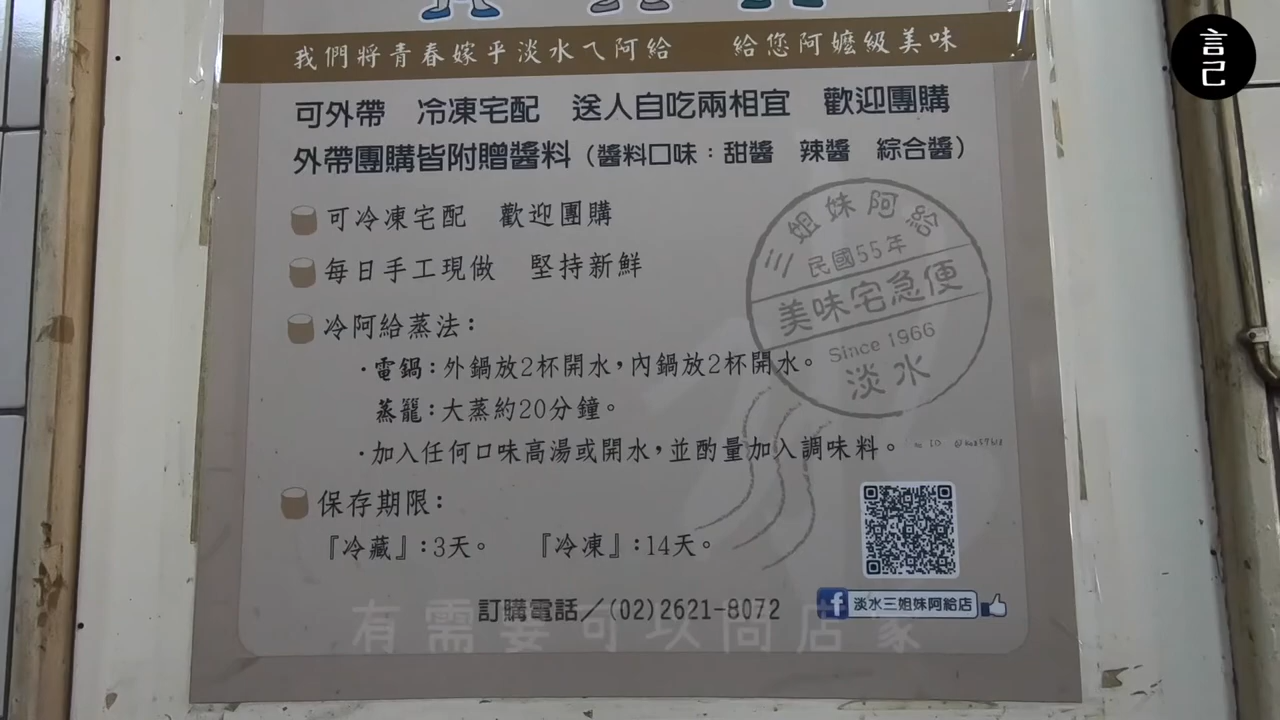 言己
我們將青春嫁乎淡水ㄟ阿給 給您阿嬤級美味
可外帶 冷凍宅配 送人自吃兩相宜 歡迎團購
外帶團購皆附贈醬料（醬料口味：甜醬 辣醬 綜合醬）
可冷凍宅配 歡迎團購
每日手工現做 堅持新鮮
冷阿給蒸法：
·電鍋：外鍋放2杯開水，內鍋放2杯開水。
蒸籠：大蒸約20分鐘。
·加入任何口味高湯或開水，並酌量加入調味料。
保存期限：
『冷藏』：3天。 『冷凍』：14天。
訂購電話／(02)2621-8072
三姐妹阿給
民國55年
美味宅急便
Since 1966
淡水
f 淡水三姐妹阿給店
有需要可以問店家